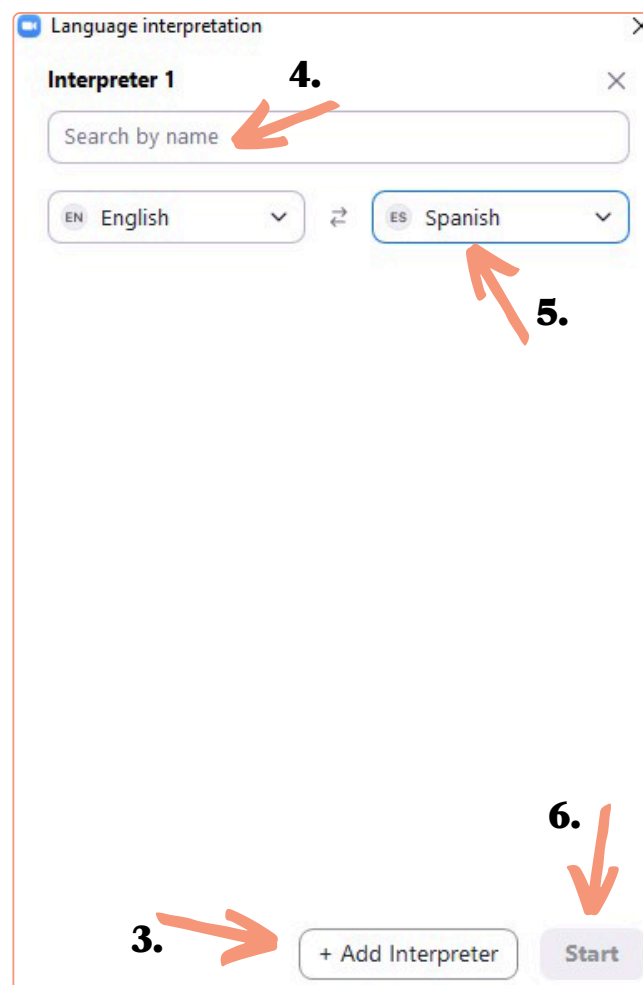 Language interpretation
Interpreter 1 4.
Search by name
EN English ES Spanish
5.
6.
3. + Add Interpreter Start